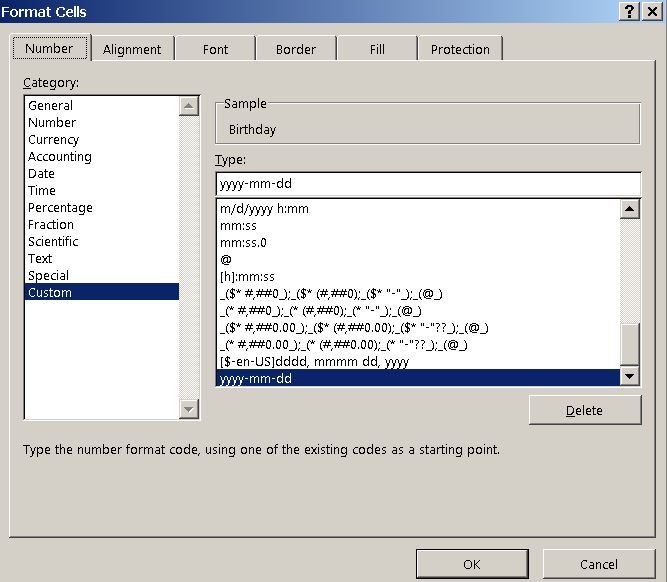 Format Cells
Number Alignment Font Border Fill Protection
Category:
General
Number
Currency
Accounting
Date
Time
Percentage
Fraction
Scientific
Text
Special
Custom
Sample
Birthday
Type:
yyyy-mm-dd
m/d/yyyy h:mm
mm:ss
mm:ss.0
@
[h]:mm:ss
_($* #,##0_);_($* (#,##0);_($* "-"_);_(@_)
_(* #,##0_);_(* (#,##0);_(* "-"_);_(@_)
_($* #,##0.00_);_($* (#,##0.00);_($* "-"??_);_(@_)
_(* #,##0.00_);_(* (#,##0.00);_(* "-"??_);_(@_)
[$-en-US]dddd, mmmm dd, yyyy
yyyy-mm-dd
Delete
Type the number format code, using one of the existing codes as a starting point.
OK Cancel